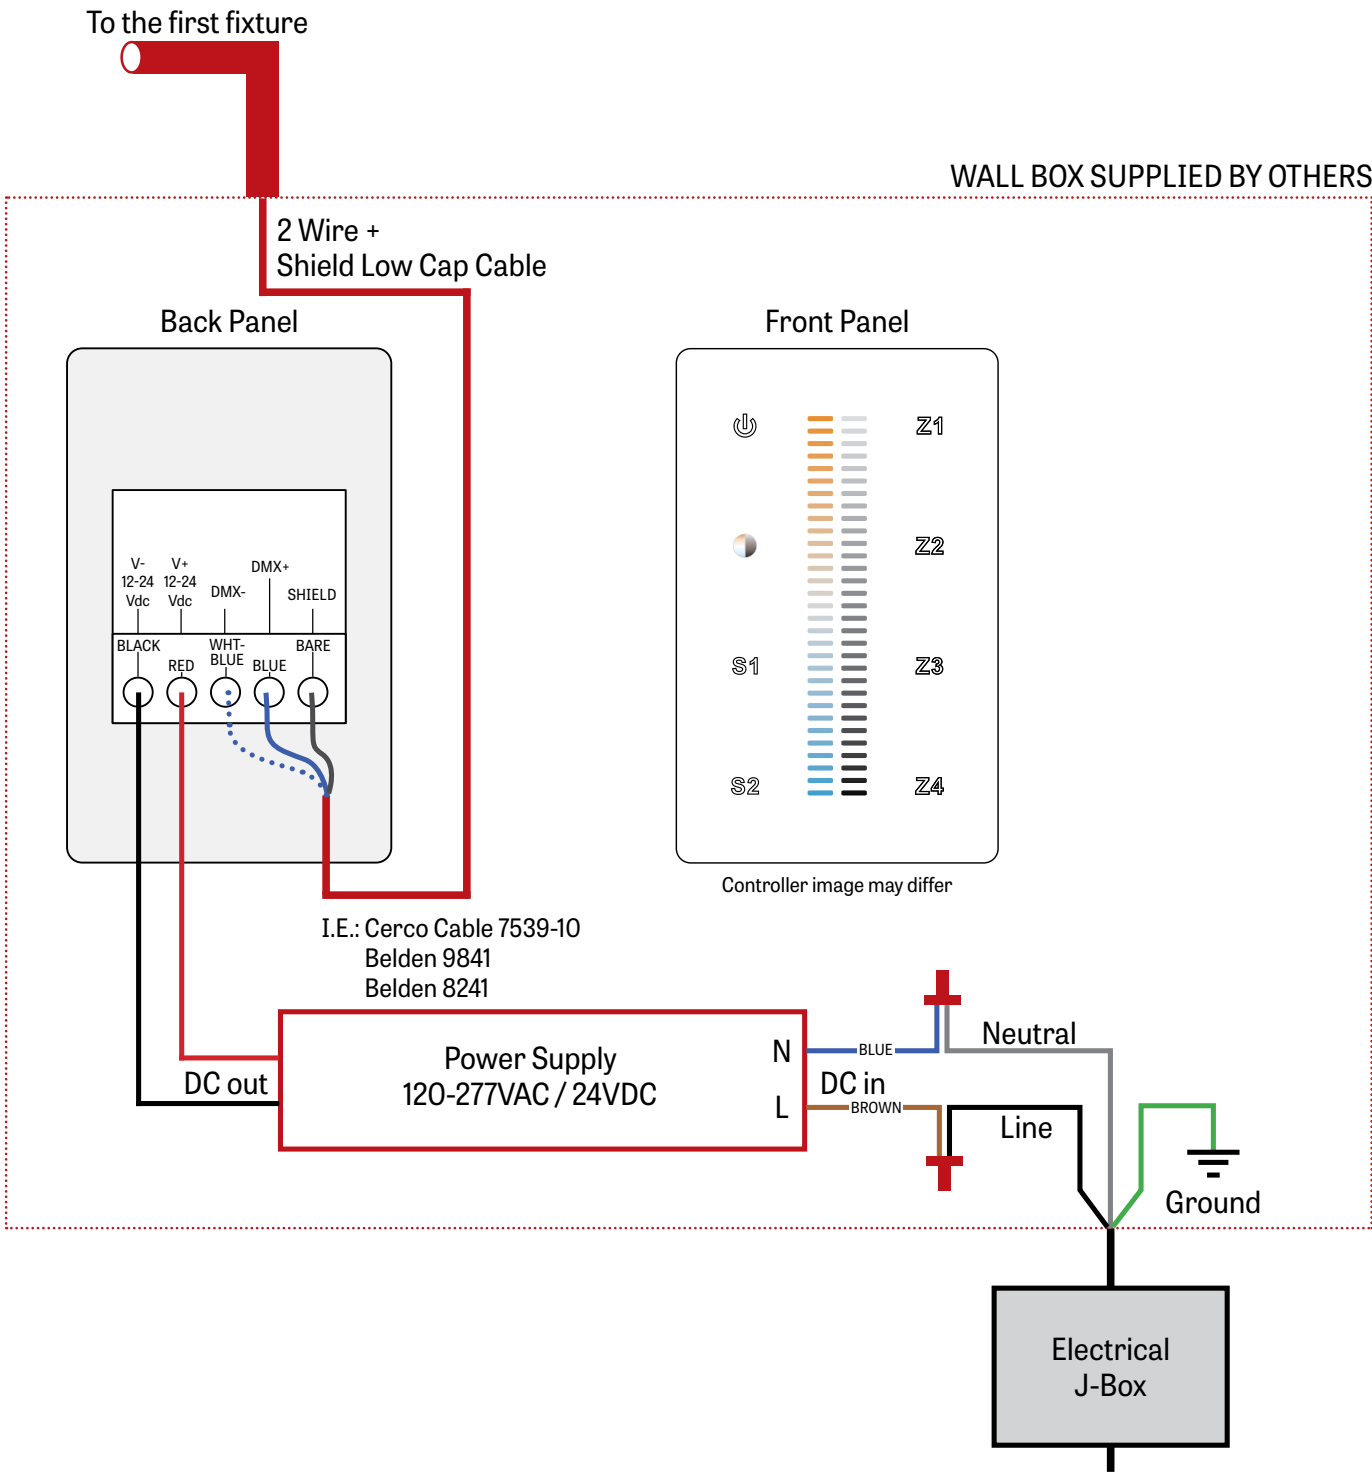 To the first fixture
WALL BOX SUPPLIED BY OTHERS
2 Wire +
Shield Low Cap Cable
Back Panel
V-
12-24
Vdc
V+
12-24
Vdc
DMX-
DMX+
SHIELD
BLACK
RED
WHT-
BLUE
BLUE
BARE
Front Panel
Z1
Z2
S1
Z3
S2
Z4
Controller image may differ
I.E.: Cerco Cable 7539-10
Belden 9841
Belden 8241
DC out
Power Supply
120-277VAC / 24VDC
N
L
BLUE
DC in
BROWN
Neutral
Line
Ground
Electrical
J-Box